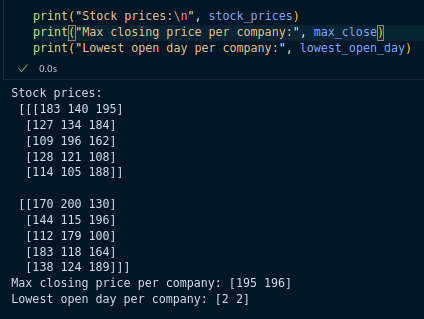 print("Stock prices:\n", stock_prices)
print("Max closing price per company:", max_close)
print("Lowest open day per company:", lowest_open_day)
✓ 0.0s
Stock prices:
[[[183 140 195]
[127 134 184]
[109 196 162]
[128 121 108]
[114 105 188]]
[[170 200 130]
[144 115 196]
[112 179 100]
[183 118 164]
[138 124 189]]]
Max closing price per company: [195 196]
Lowest open day per company: [2 2]